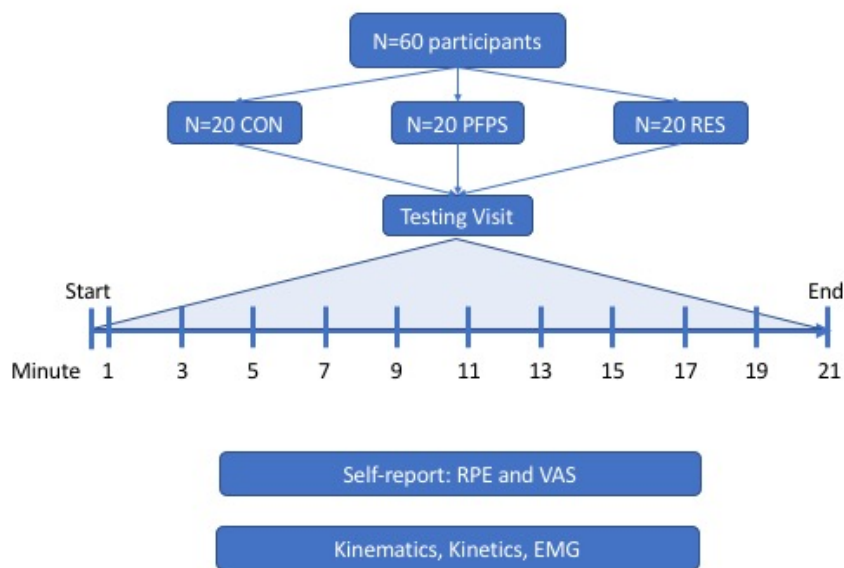 N=60 participants
N=20 CON
N=20 PFPS
N=20 RES
Testing Visit
Start
End
Minute 1 3 5 7 9 11 13 15 17 19 21
Self-report: RPE and VAS
Kinematics, Kinetics, EMG